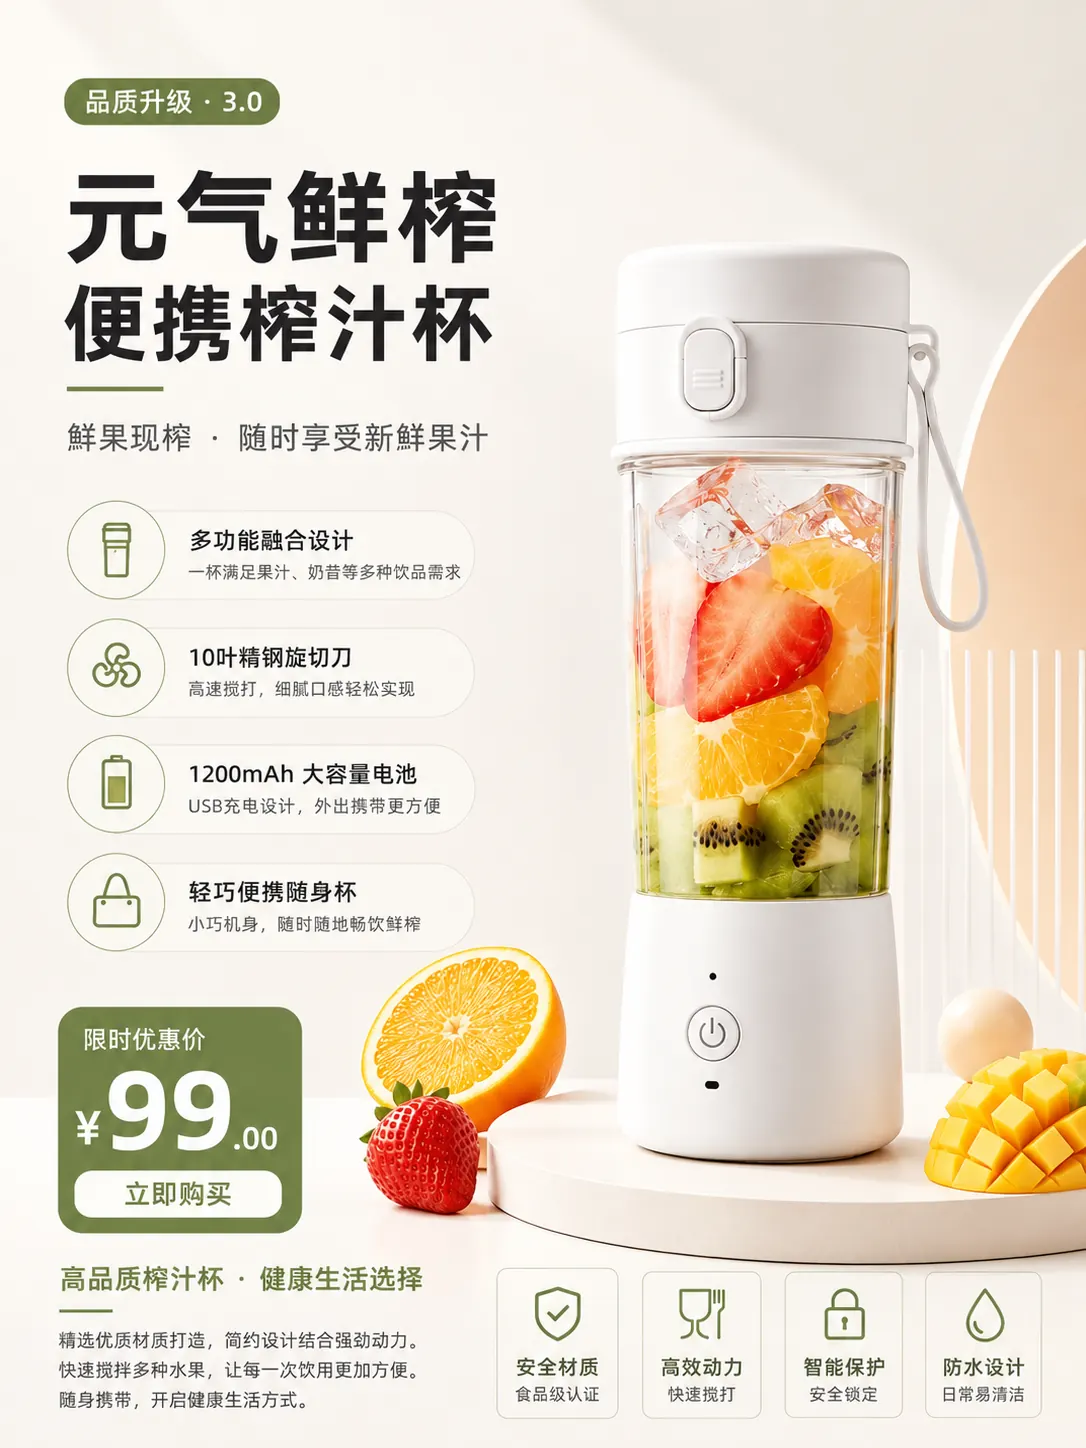 品质升级 · 3.0
元气鲜榨
便携榨汁杯
鲜果现榨 · 随时享受新鲜果汁
多功能融合设计
一杯满足果汁、奶昔等多种饮品需求
10叶精钢旋切刀
高速搅打，细腻口感轻松实现
1200mAh 大容量电池
USB充电设计，外出携带更方便
轻巧便携随身杯
小巧机身，随时随地畅饮鲜榨
限时优惠价
¥99.00
立即购买
高品质榨汁杯 · 健康生活选择
精选优质材质打造，简约设计结合强劲动力。
快速搅拌多种水果，让每一次饮用更加方便。
随身携带，开启健康生活方式。
安全材质
食品级认证
高效动力
快速搅打
智能保护
安全锁定
防水设计
日常易清洁